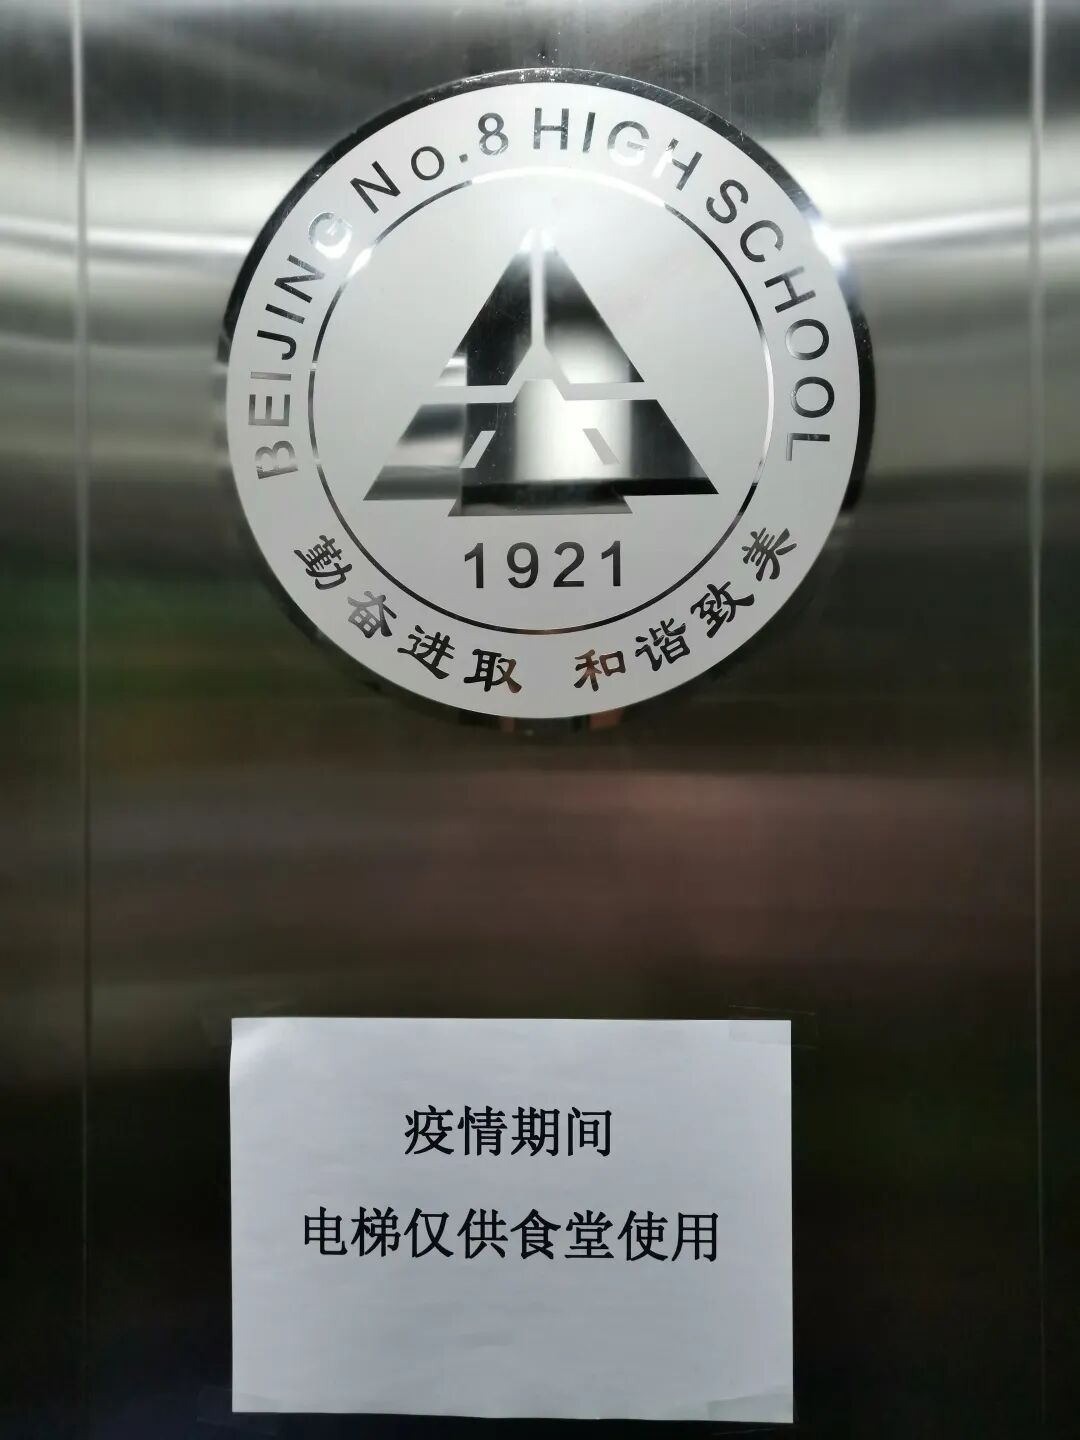 BEIJING No.8 HIGH SCHOOL
1921
勤奋进取 和谐致美
疫情期间
电梯仅供食堂使用